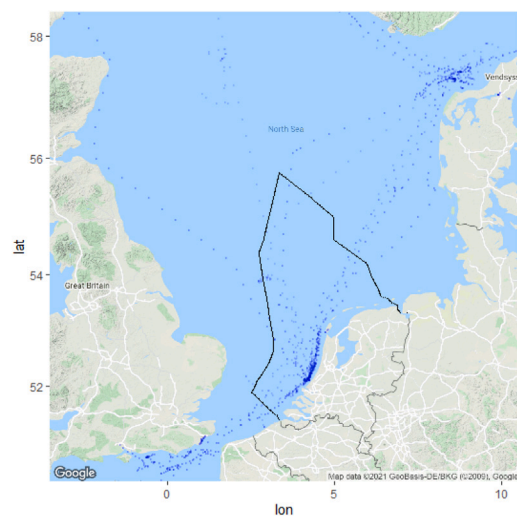 58
56
54
52
lat
North Sea
Vendsyss
Great Britain
Google
Map data ©2021 GeoBasis-DE/BKG (©2009), Google
0
5
10
lon